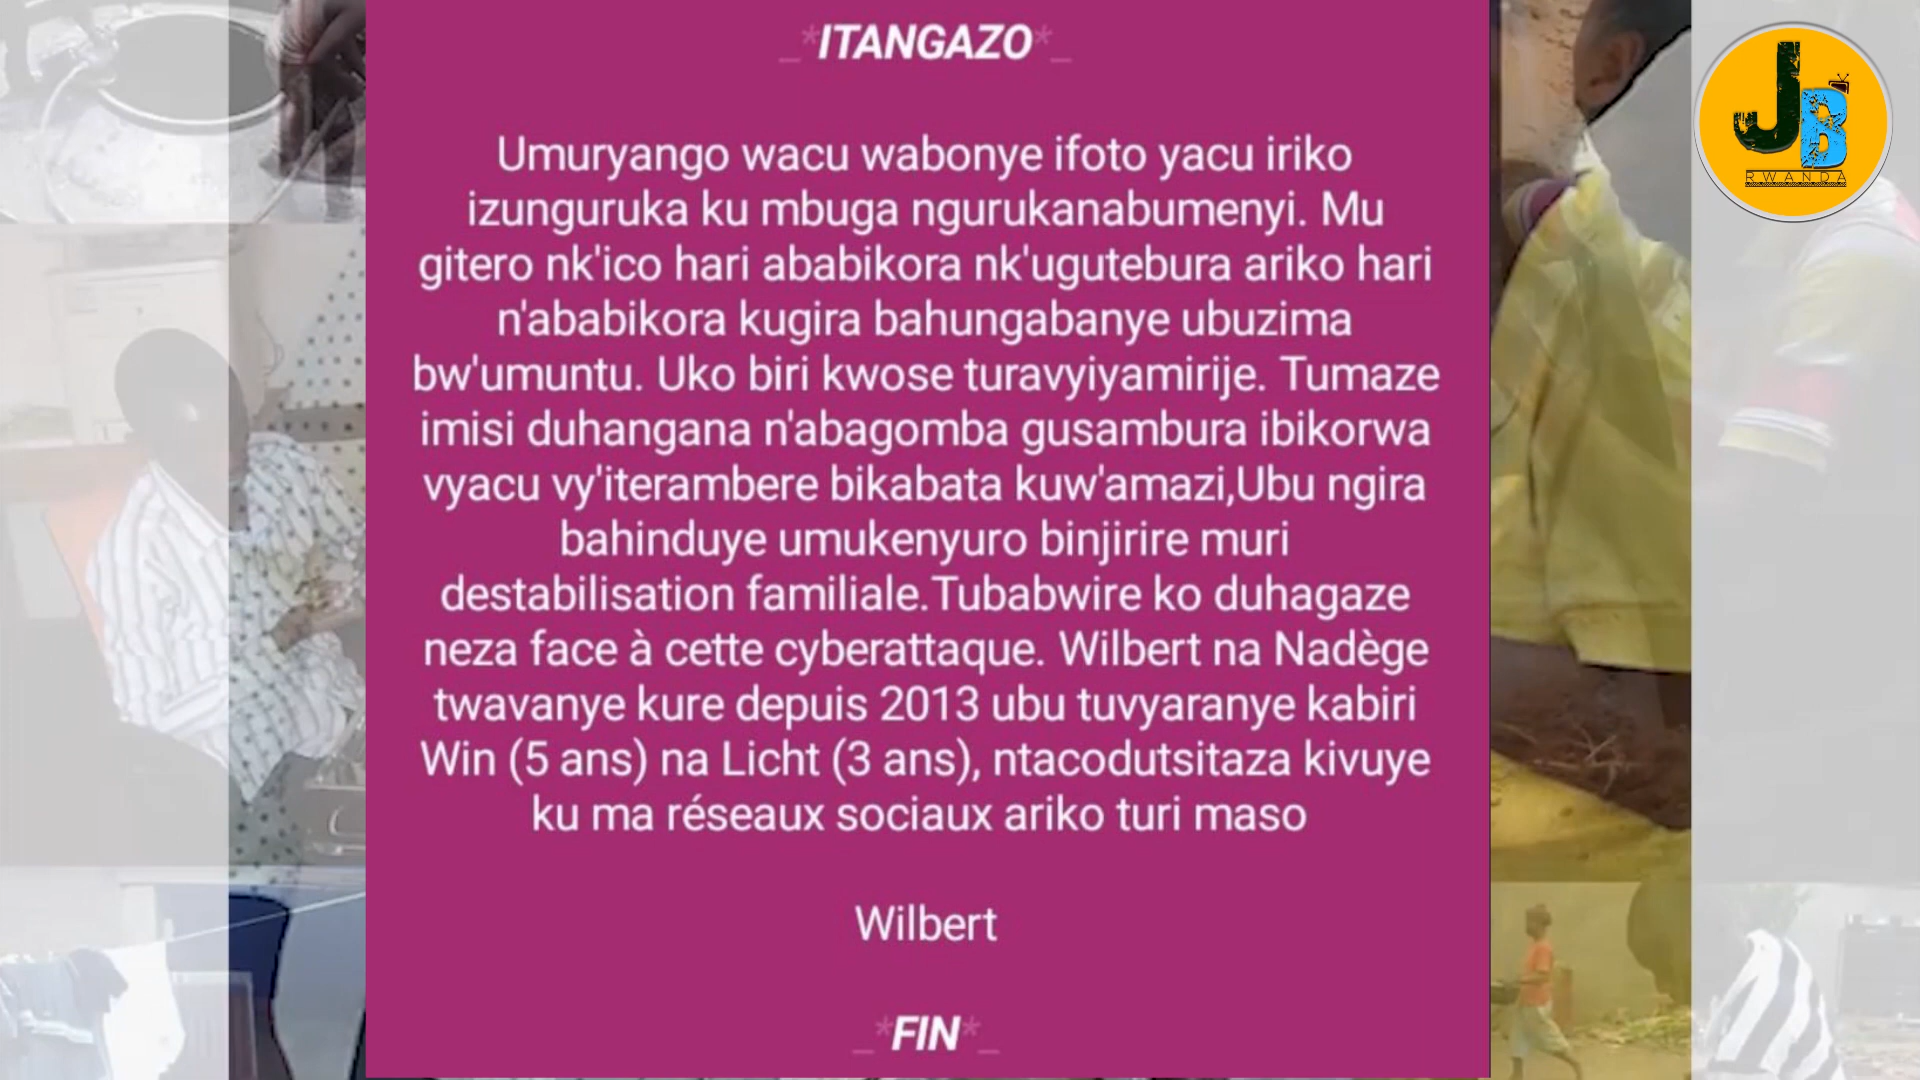 _*ITANGAZO*_
Umuryango wacu wabonye ifoto yacu iriko
izunguruka ku mbuga ngurukanabumenyi. Mu
gitero nk'ico hari ababikora nk'ugutebura ariko hari
n'ababikora kugira bahungabanye ubuzima
bw'umuntu. Uko biri kwose turavyiyamirije. Tumaze
imisi duhangana n'abagomba gusambura ibikorwa
vyacu vy'iterambere bikabata kuw'amazi,Ubu ngira
bahinduye umukenyuro binjirire muri
destabilisation familiale.Tubabwire ko duhagaze
neza face à cette cyberattaque. Wilbert na Nadège
twavanye kure depuis 2013 ubu tuvyaranye kabiri
Win (5 ans) na Licht (3 ans), ntacodutsitaza kivuye
ku ma réseaux sociaux ariko turi maso
Wilbert
_*FIN*_
JB
RWANDA